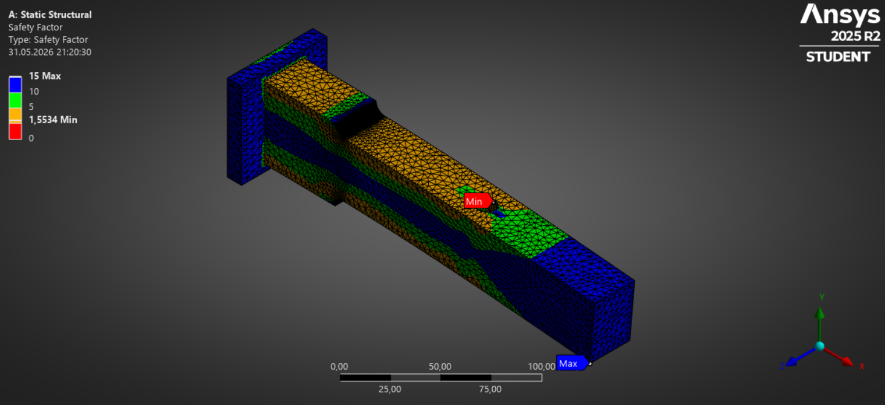 A: Static Structural
Safety Factor
Type: Safety Factor
31.05.2026 21:20:30
15 Max
10
5
1,5534 Min
0
Ansys
2025 R2
STUDENT
Min
Max
0,00
50,00
100,00
25,00
75,00
Y
X